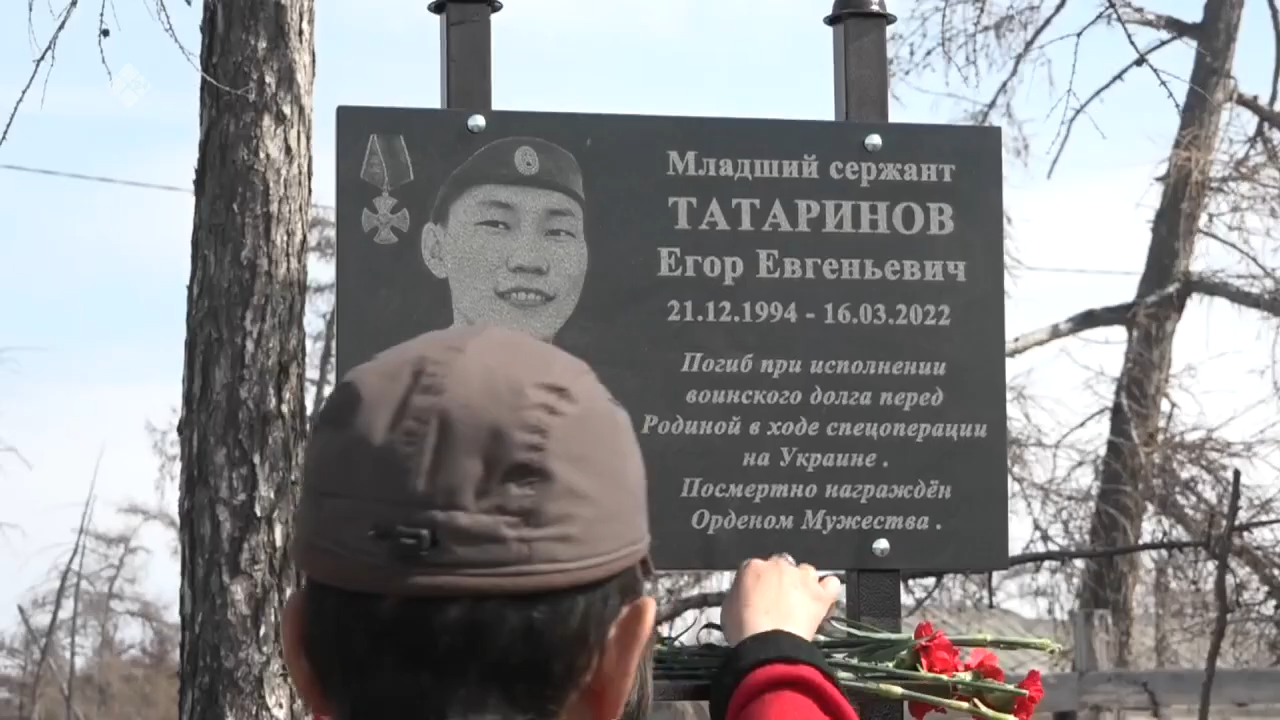 Младший сержант
ТАТАРИНОВ
Егор Евгеньевич
21.12.1994 - 16.03.2022
Погиб при исполнении
воинского долга перед
Родиной в ходе спецоперации
на Украине .
Посмертно награждён
Орденом Мужества .